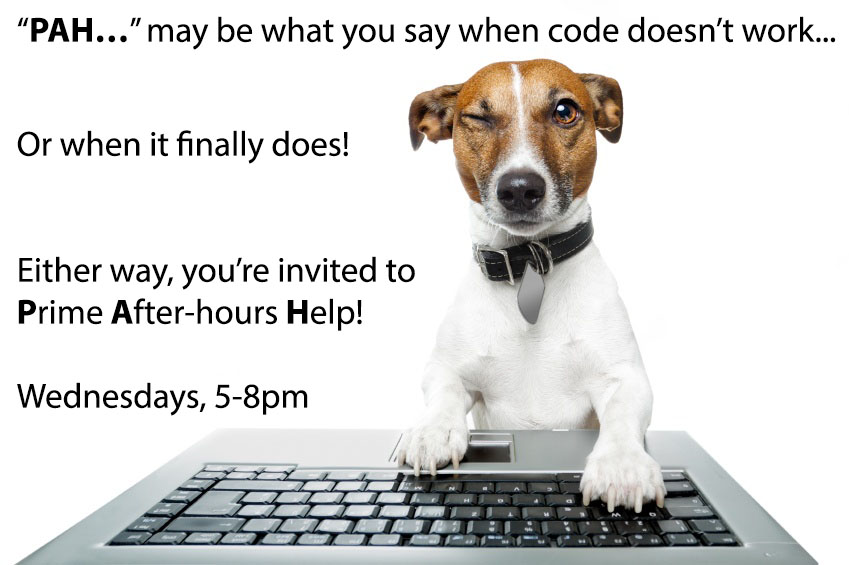 “PAH...” may be what you say when code doesn’t work...
Or when it finally does!
Either way, you’re invited to
Prime After-hours Help!
Wednesdays, 5-8pm